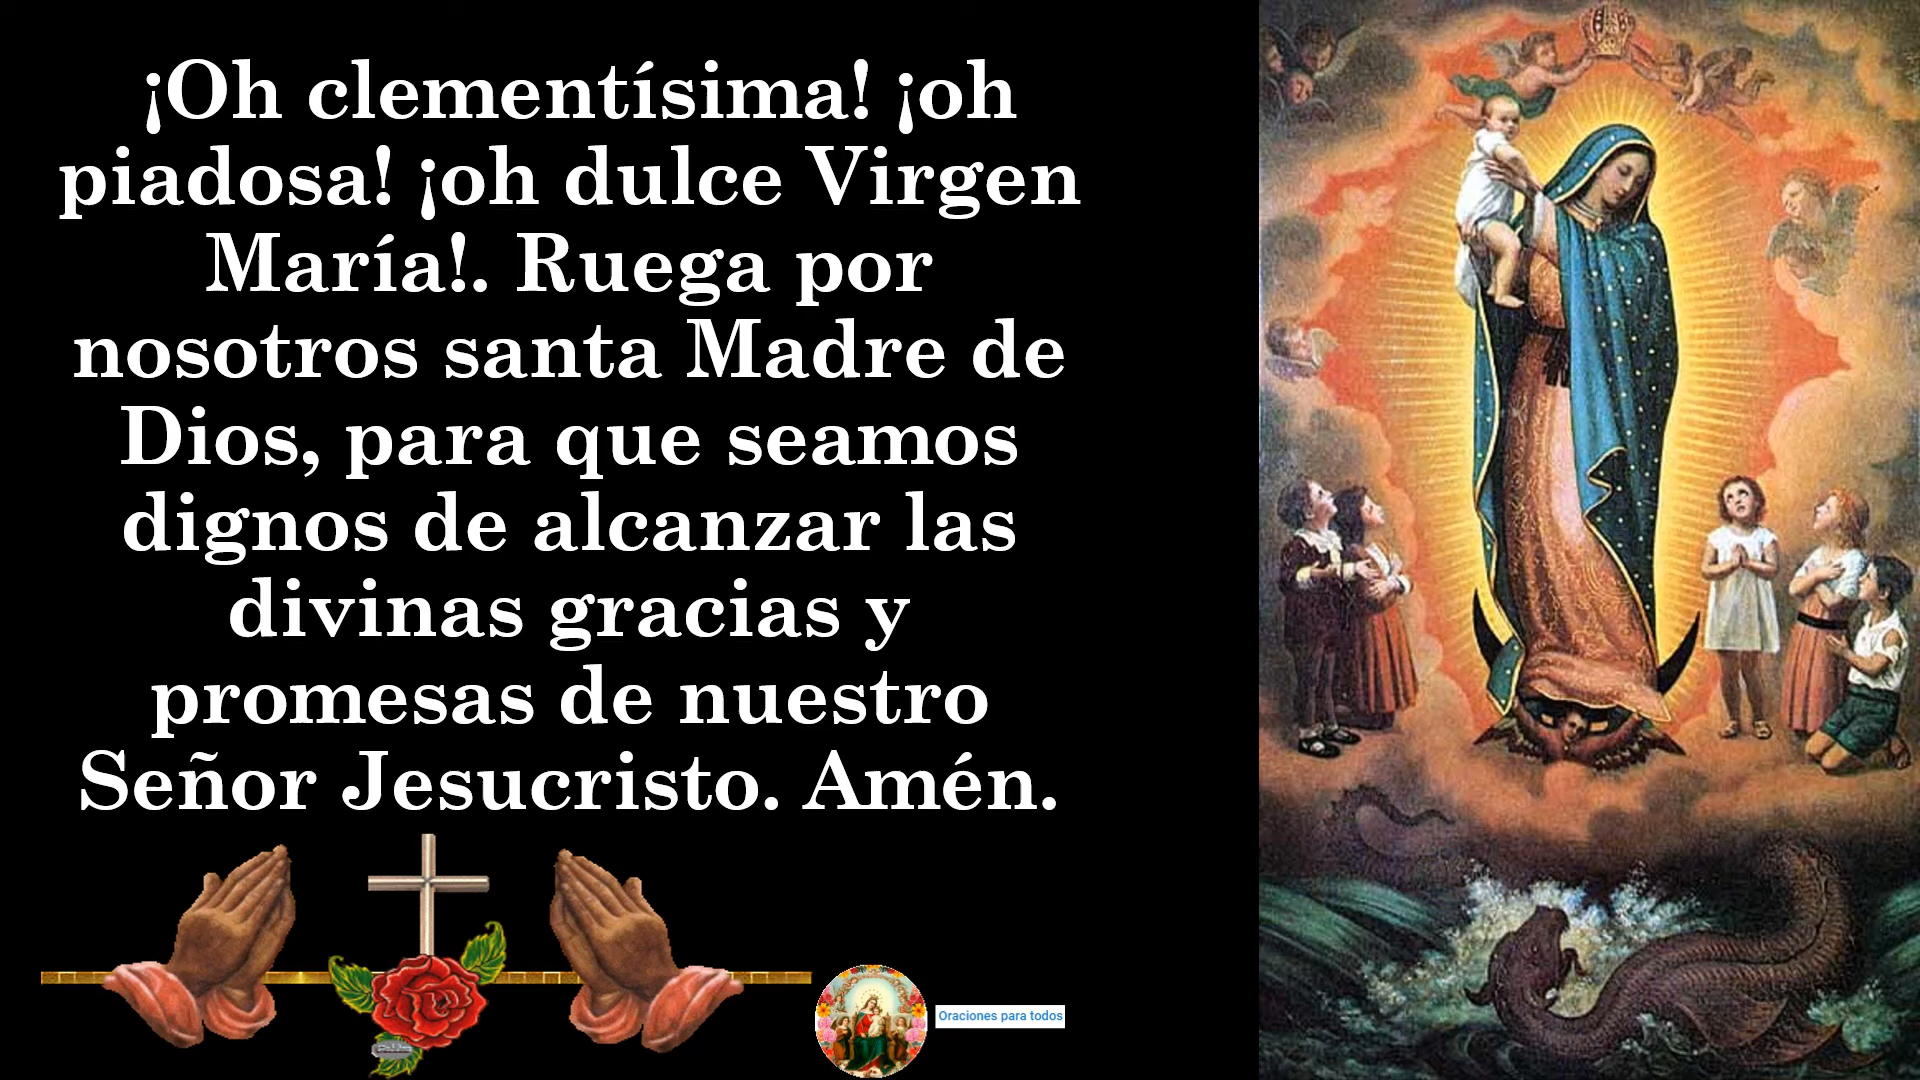 ¡Oh clementísima! ¡oh
piadosa! ¡oh dulce Virgen
María!. Ruega por
nosotros santa Madre de
Dios, para que seamos
dignos de alcanzar las
divinas gracias y
promesas de nuestro
Señor Jesucristo. Amén.
Oraciones para todos